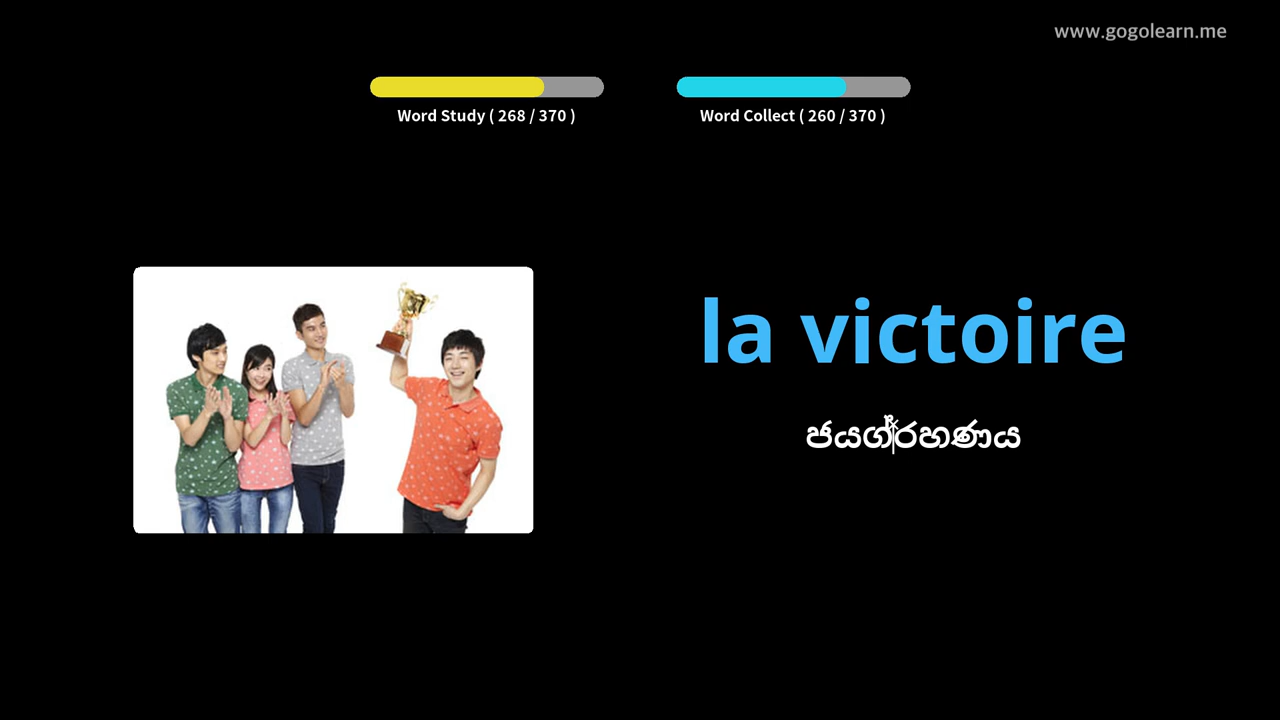 www.gogolearn.me
Word Study ( 268 / 370 )
Word Collect ( 260 / 370 )
la victoire
ජයග්‍රහණය